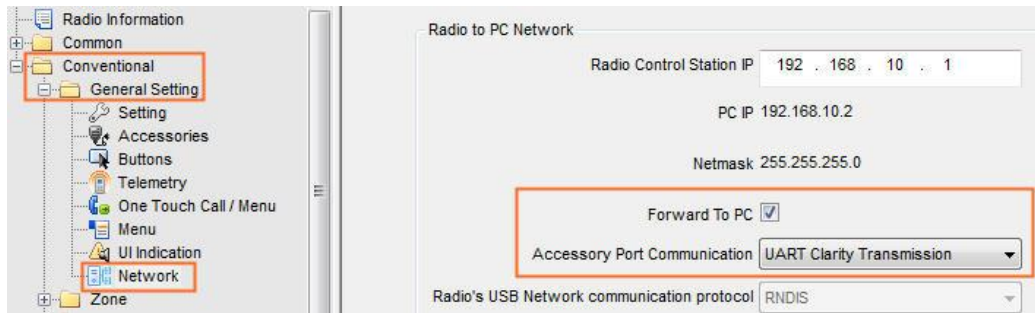 Radio Information
Common
Conventional
General Setting
Setting
Accessories
Buttons
Telemetry
One Touch Call / Menu
Menu
UI Indication
Network
Zone
Radio to PC Network
Radio Control Station IP 192 . 168 . 10 . 1
PC IP 192.168.10.2
Netmask 255.255.255.0
Forward To PC
Accessory Port Communication UART Clarity Transmission
Radio's USB Network communication protocol RNDIS